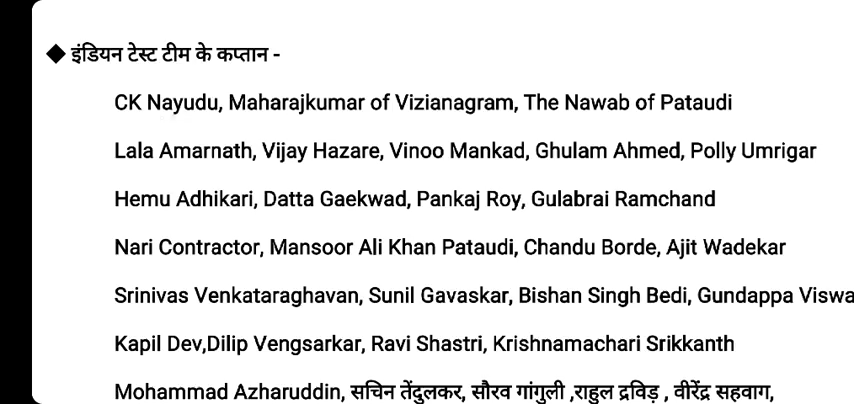 ◆ इंडियन टेस्ट टीम के कप्तान -
CK Nayudu, Maharajkumar of Vizianagram, The Nawab of Pataudi
Lala Amarnath, Vijay Hazare, Vinoo Mankad, Ghulam Ahmed, Polly Umrigar
Hemu Adhikari, Datta Gaekwad, Pankaj Roy, Gulabrai Ramchand
Nari Contractor, Mansoor Ali Khan Pataudi, Chandu Borde, Ajit Wadekar
Srinivas Venkataraghavan, Sunil Gavaskar, Bishan Singh Bedi, Gundappa Viswa
Kapil Dev,Dilip Vengsarkar, Ravi Shastri, Krishnamachari Srikkanth
Mohammad Azharuddin, सचिन तेंदुलकर, सौरव गांगुली ,राहुल द्रविड़ , वीरेंद्र सहवाग,